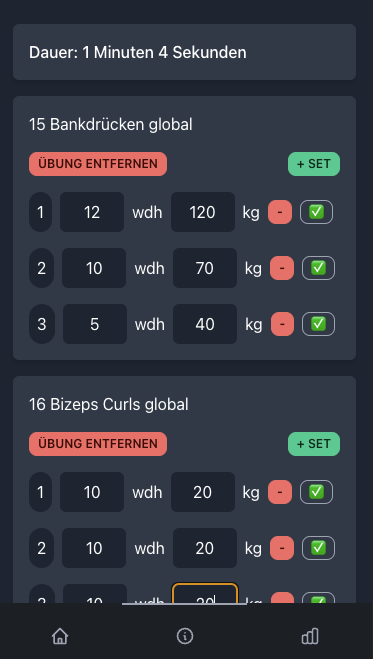 Dauer: 1 Minuten 4 Sekunden
15 Bankdrücken global
ÜBUNG ENTFERNEN + SET
1 12 wdh 120 kg - ✅
2 10 wdh 70 kg - ✅
3 5 wdh 40 kg - ✅
16 Bizeps Curls global
ÜBUNG ENTFERNEN + SET
1 10 wdh 20 kg - ✅
2 10 wdh 20 kg - ✅
3 10 wdh 20 kg - ✅